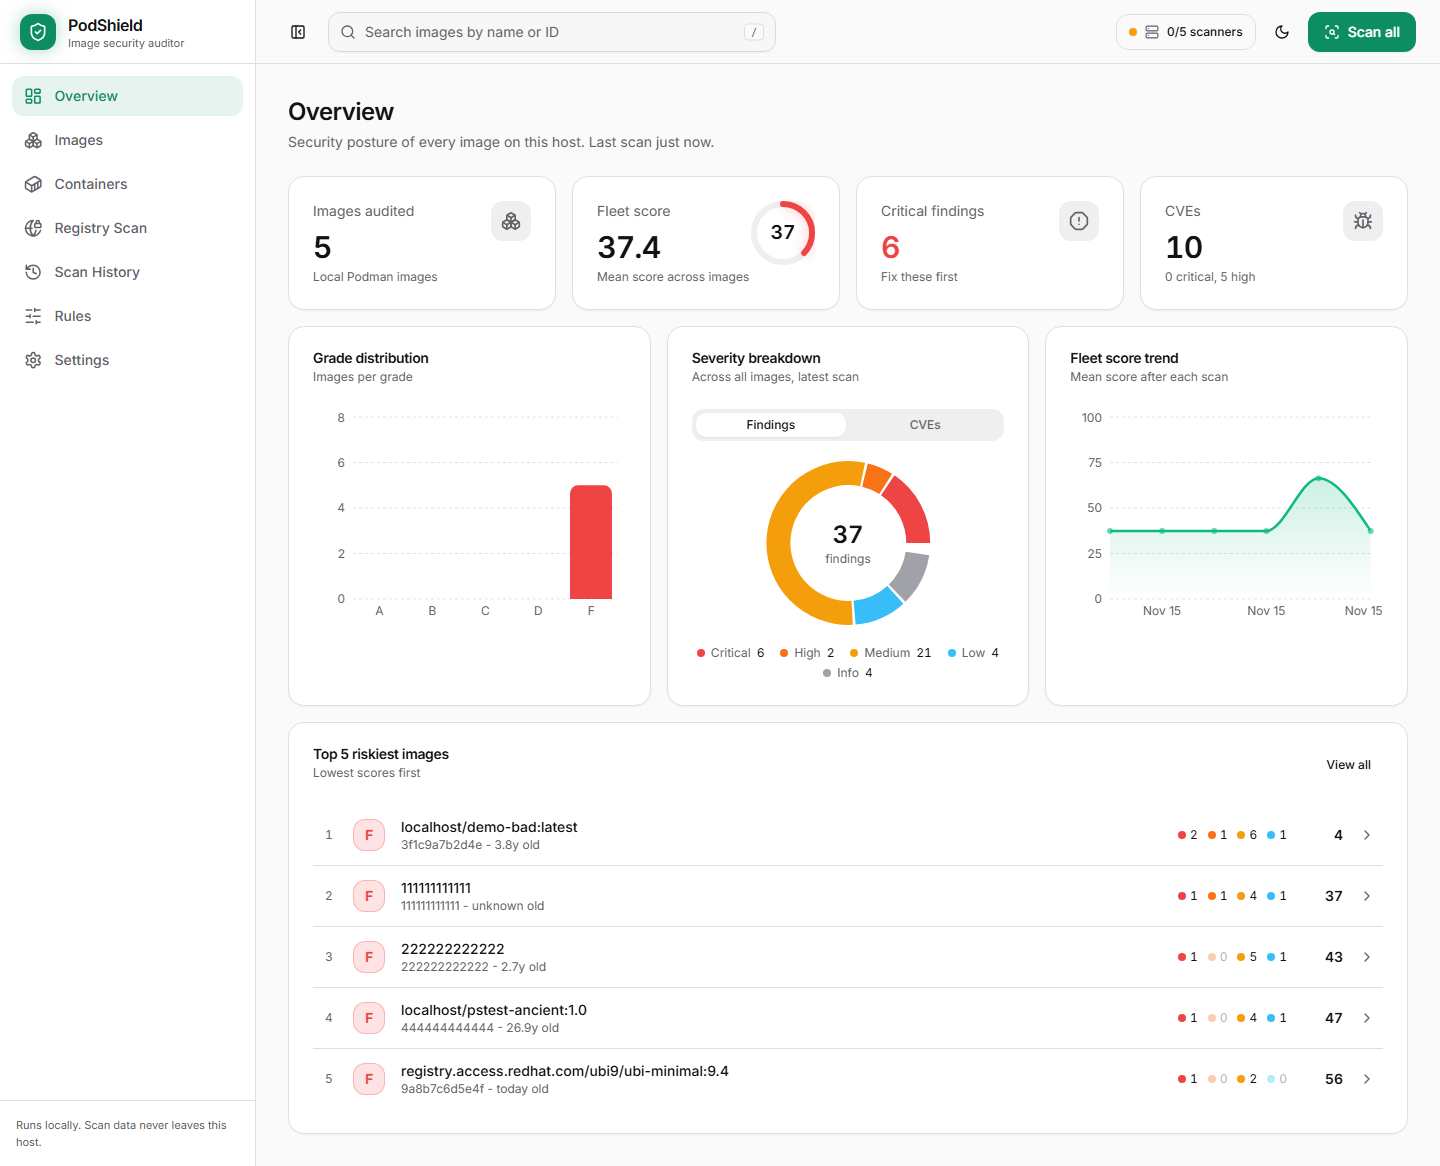 PodShield
Image security auditor
Search images by name or ID
/
0/5 scanners
Scan all
Overview
Images
Containers
Registry Scan
Scan History
Rules
Settings
Runs locally. Scan data never leaves this
host.
Overview
Security posture of every image on this host. Last scan just now.
Images audited
5
Local Podman images
Fleet score
37.4
Mean score across images
37
Critical findings
6
Fix these first
CVEs
10
0 critical, 5 high
Grade distribution
Images per grade
8
6
4
2
0
A B C D F
Severity breakdown
Across all images, latest scan
Findings CVEs
37
findings
Critical 6 High 2 Medium 21 Low 4
Info 4
Fleet score trend
Mean score after each scan
100
75
50
25
0
Nov 15 Nov 15 Nov 15
Top 5 riskiest images
Lowest scores first
View all
1 F localhost/demo-bad:latest 2 1 6 1 4
3f1c9a7b2d4e - 3.8y old
2 F 111111111111 1 1 4 1 37
111111111111 - unknown old
3 F 222222222222 1 0 5 1 43
222222222222 - 2.7y old
4 F localhost/pstest-ancient:1.0 1 0 4 1 47
444444444444 - 26.9y old
5 F registry.access.redhat.com/ubi9/ubi-minimal:9.4 1 0 2 0 56
9a8b7c6d5e4f - today old